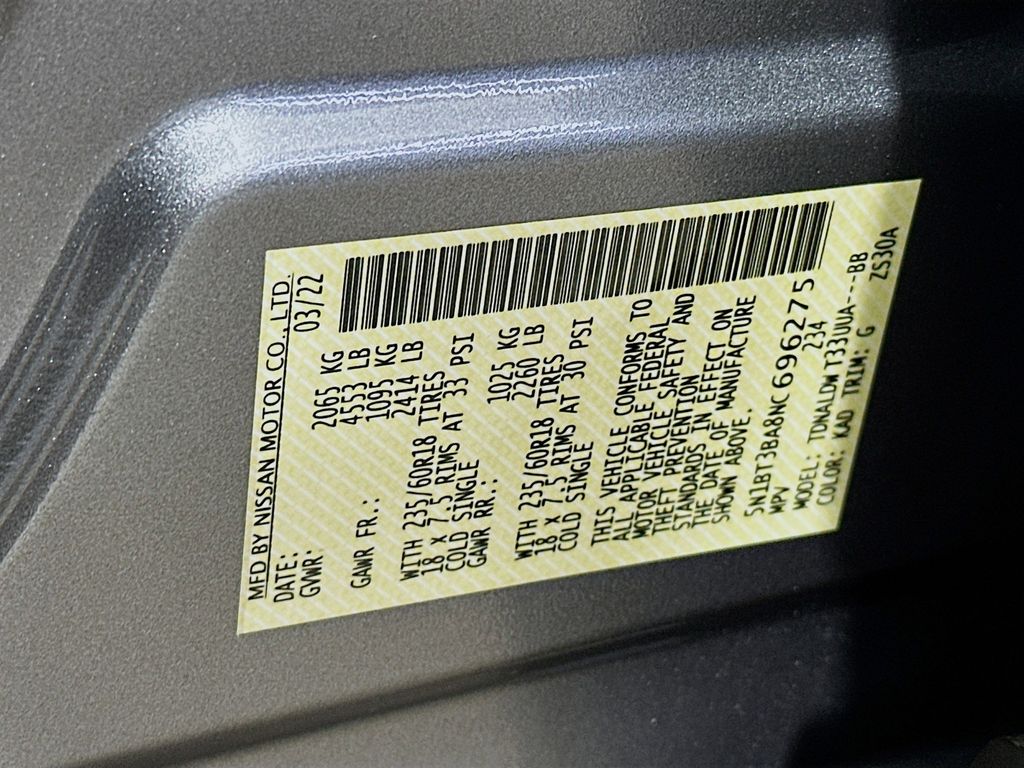 MFD BY NISSAN MOTOR CO., LTD.
DATE: 03/22
GVWR: 2065 KG
4553 LB
GAWR FR.: 1095 KG
2414 LB
WITH 235/60R18 TIRES
18 x 7.5 RIMS AT 33 PSI
COLD SINGLE
GAWR RR.: 1025 KG
2260 LB
WITH 235/60R18 TIRES
18 x 7.5 RIMS AT 30 PSI
COLD SINGLE
THIS VEHICLE CONFORMS TO
ALL APPLICABLE FEDERAL
MOTOR VEHICLE SAFETY AND
THEFT PREVENTION
STANDARDS IN EFFECT ON
THE DATE OF MANUFACTURE
SHOWN ABOVE.
5N1BT3BA8NC696275
MPV 234
MODEL: TDNALDW T33UUA----BB
COLOR: KAD TRIM: G ZS30A